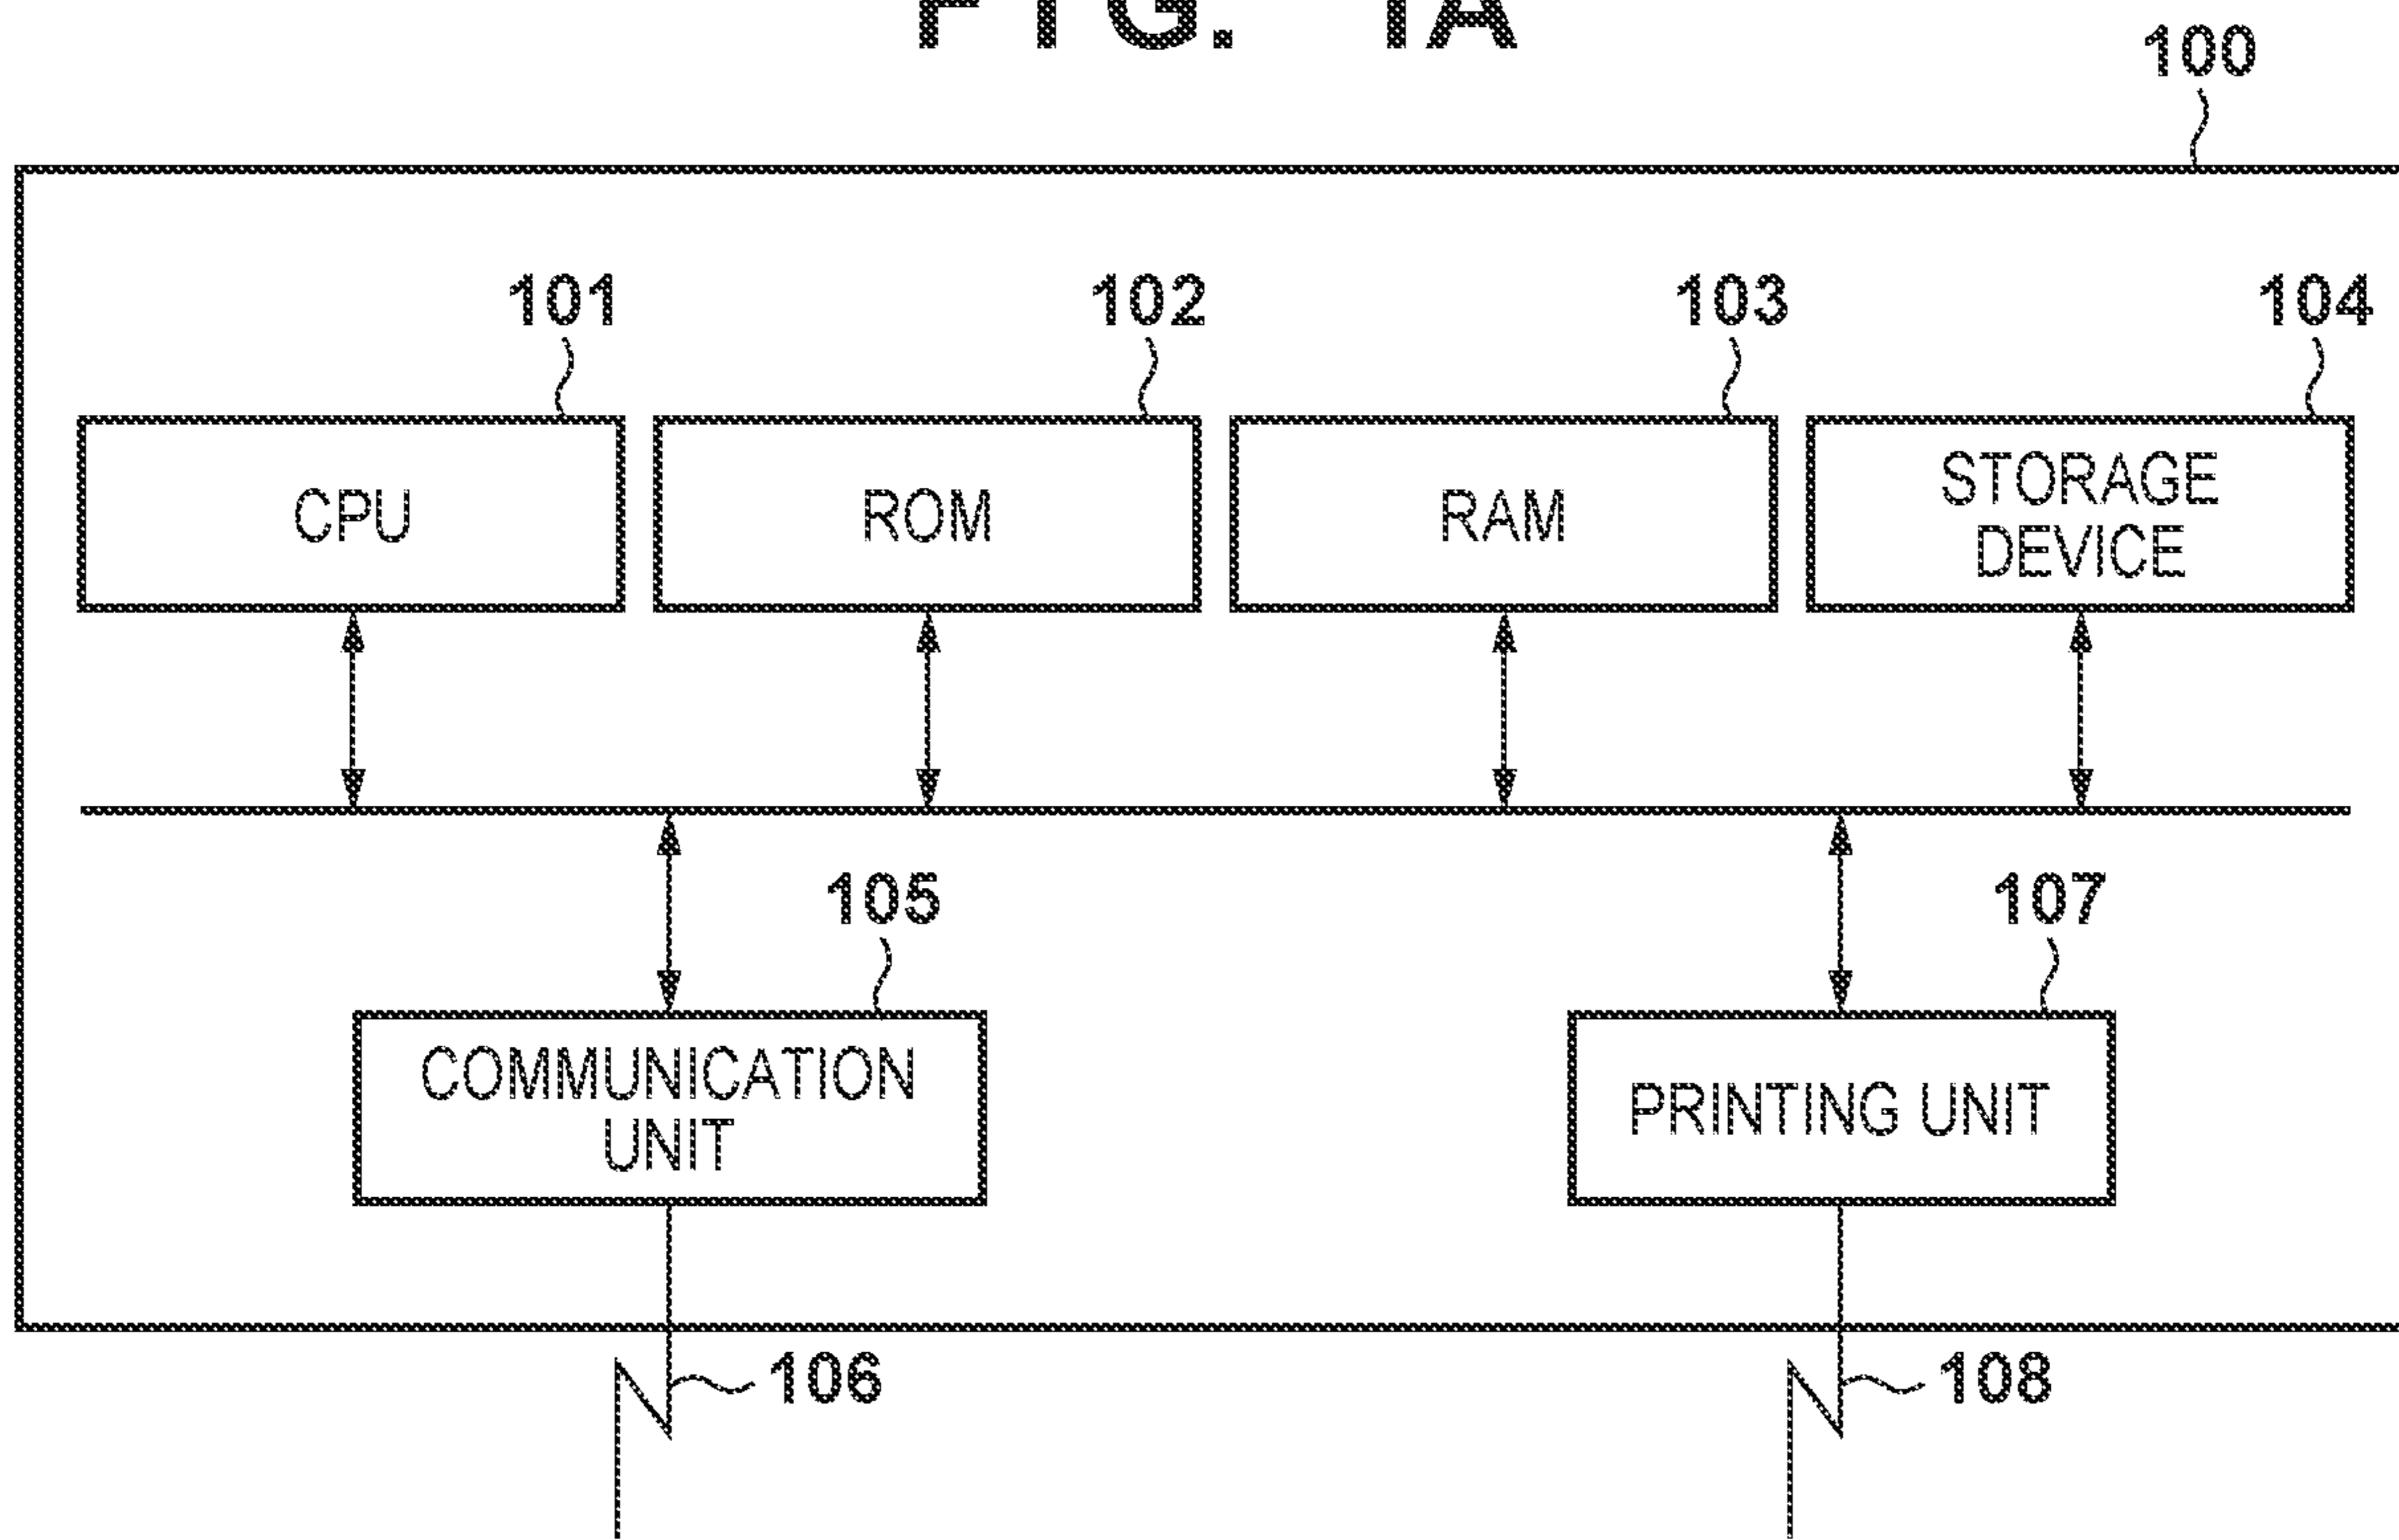 FIG. 1A
100
101
102
103
104
CPU
ROM
RAM
STORAGE
DEVICE
105
107
COMMUNICATION
UNIT
PRINTING UNIT
106
108